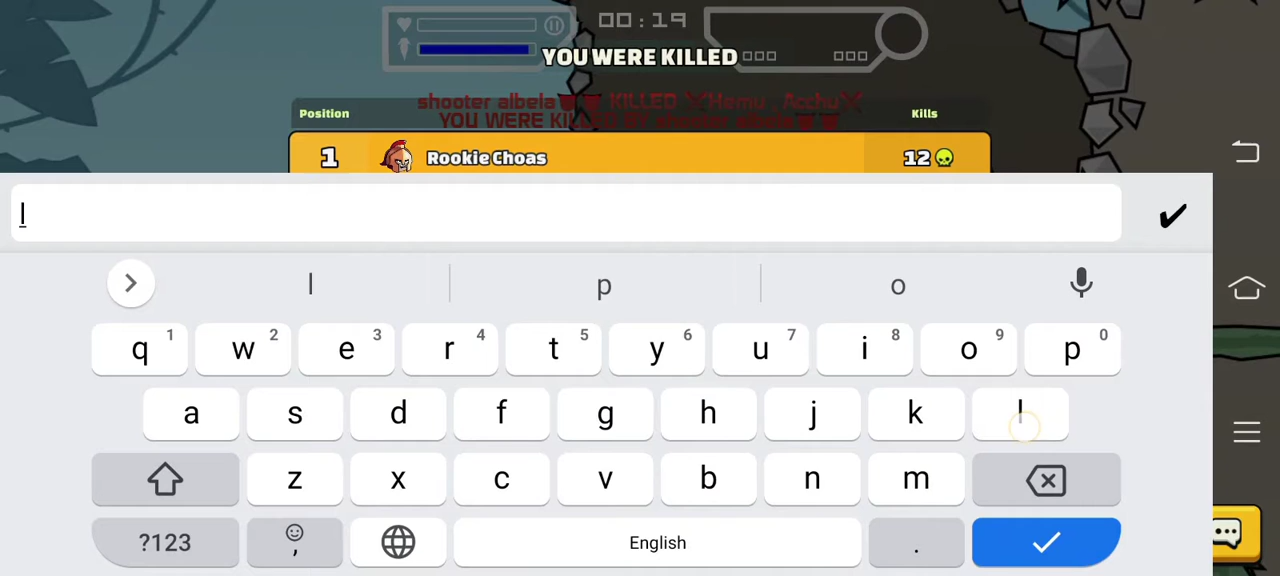 00:19
YOU WERE KILLED
shooter albela KILLED Hemu , Acchu
YOU WERE KILLED BY shooter albela
Position Kills
1 Rookie Choas 12
l
l p o
q 1 w 2 e 3 r 4 t 5 y 6 u 7 i 8 o 9 p 0
a s d f g h j k l
z x c v b n m
?123 , English .